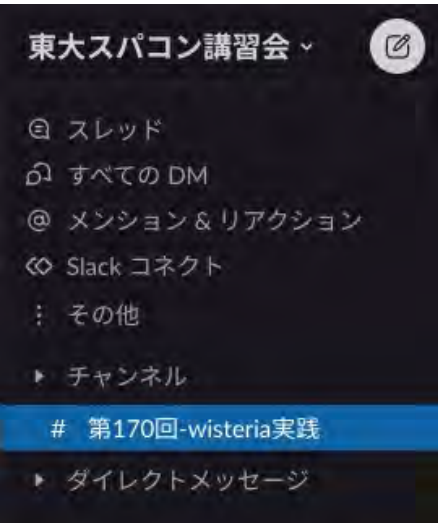 東大スパコン講習会
スレッド
すべての DM
@ メンション & リアクション
Slack コネクト
その他
チャンネル
# 第170回-wisteria実践
ダイレクトメッセージ